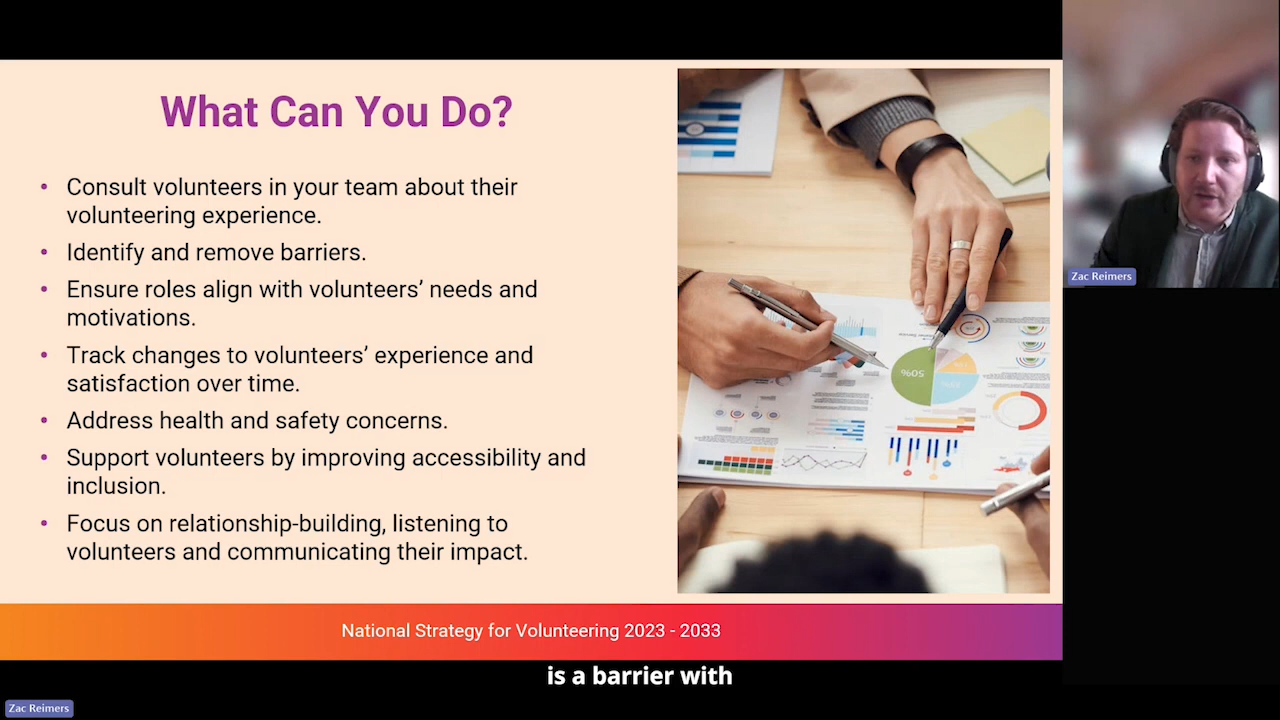 What Can You Do?
• Consult volunteers in your team about their
volunteering experience.
• Identify and remove barriers.
• Ensure roles align with volunteers’ needs and
motivations.
• Track changes to volunteers’ experience and
satisfaction over time.
• Address health and safety concerns.
• Support volunteers by improving accessibility and
inclusion.
• Focus on relationship-building, listening to
volunteers and communicating their impact.
50%
National Strategy for Volunteering 2023 - 2033
is a barrier with
Zac Reimers
Zac Reimers